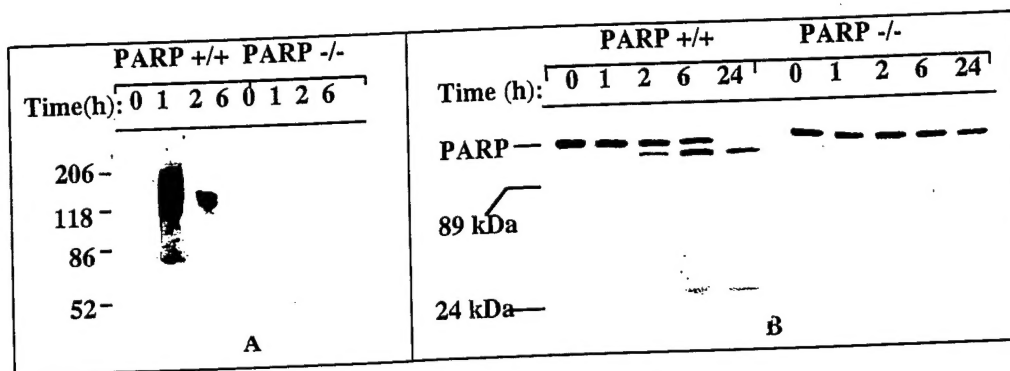 PARP +/+ PARP -/-
Time(h): 0 1 2 6 0 1 2 6
206
118
86
52
A
PARP +/+ PARP -/-
Time (h): 0 1 2 6 24 0 1 2 6 24
PARP
89 kDa
24 kDa
B